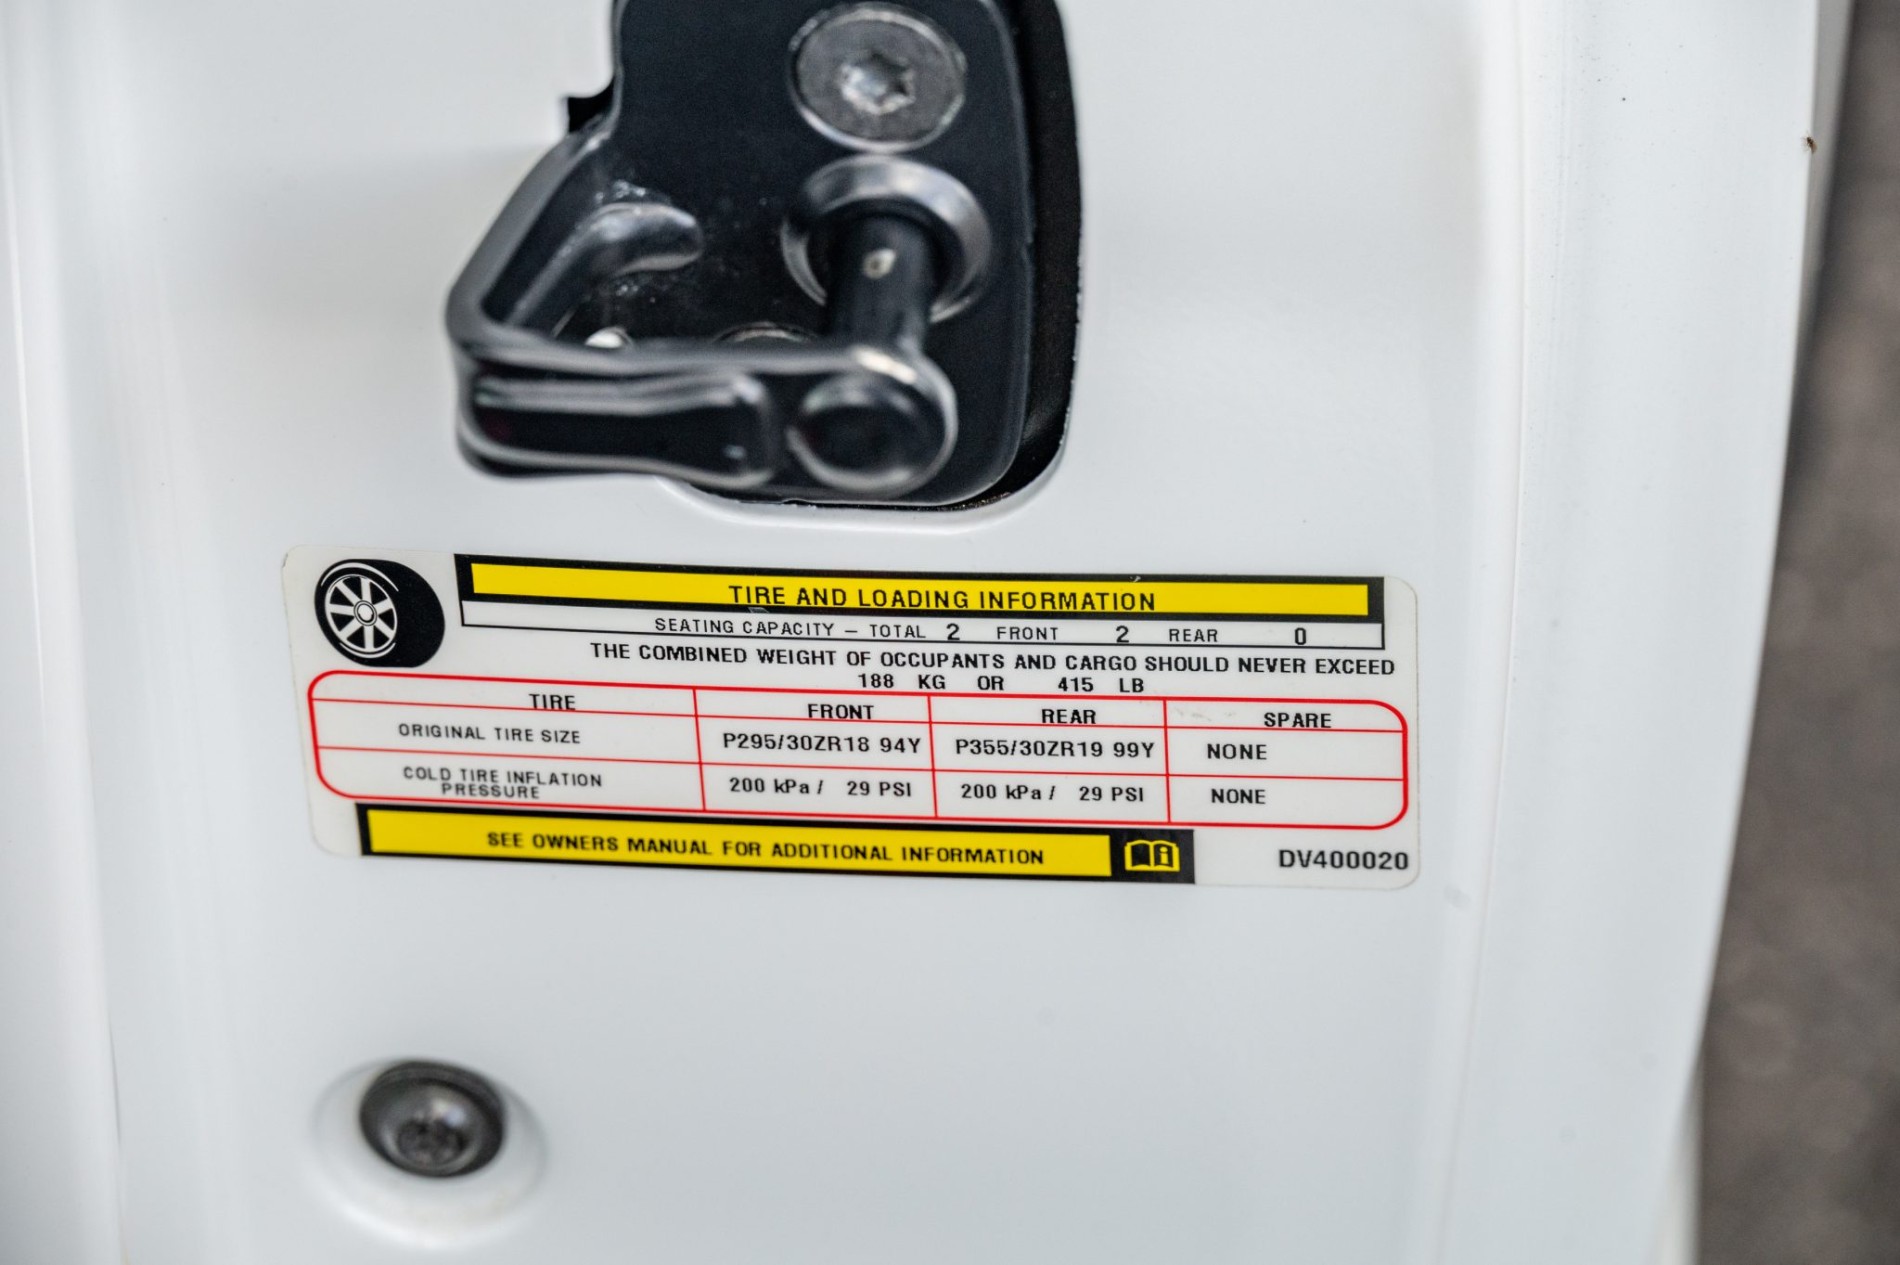 TIRE AND LOADING INFORMATION
SEATING CAPACITY – TOTAL 2 FRONT 2 REAR 0
THE COMBINED WEIGHT OF OCCUPANTS AND CARGO SHOULD NEVER EXCEED
188 KG OR 415 LB
TIRE FRONT REAR SPARE
ORIGINAL TIRE SIZE P295/30ZR18 94Y P355/30ZR19 99Y NONE
COLD TIRE INFLATION
PRESSURE 200 kPa / 29 PSI 200 kPa / 29 PSI NONE
SEE OWNERS MANUAL FOR ADDITIONAL INFORMATION
DV400020